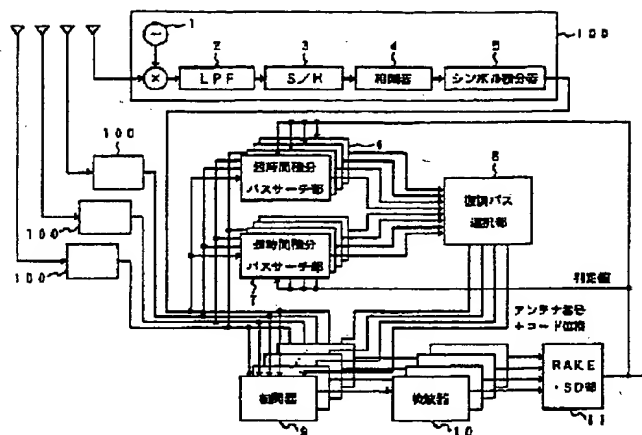 1
2
3
4
5
100
LPF
S/H
相関器
シンボル積分器
100
6
短時間積分
パスサーチ部
8
復調パス
選択部
100
長時間積分
パスサーチ部
7
100
判定値
アンテナ番号
+コード位相
相関器
9
検波器
10
RAKE
・SD部
11